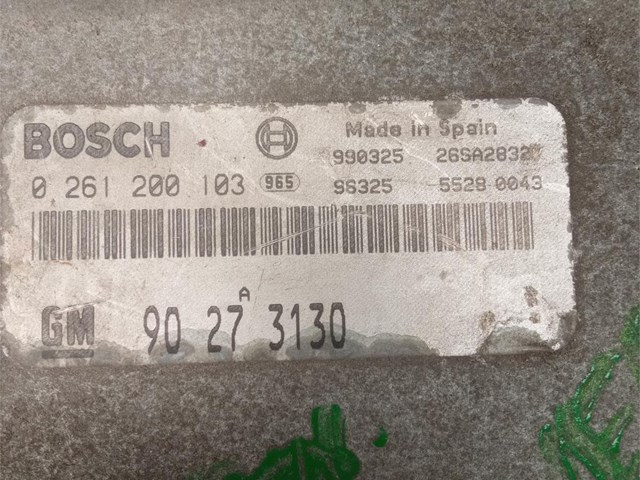 BOSCH
Made in Spain
990325 26SA2832
0 261 200 103 965
96325 5528 0043
A
GM 90 27 3130